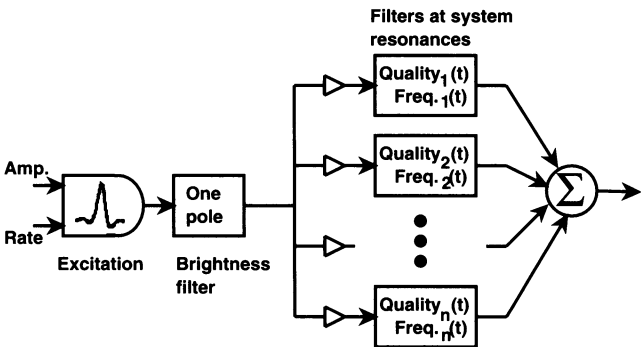 Filters at system
resonances
Quality₁(t)
Freq.₁(t)
Quality₂(t)
Freq.₂(t)
Amp.
Rate
Excitation
One
pole
Brightness
filter
Σ
Qualityₙ(t)
Freq.ₙ(t)